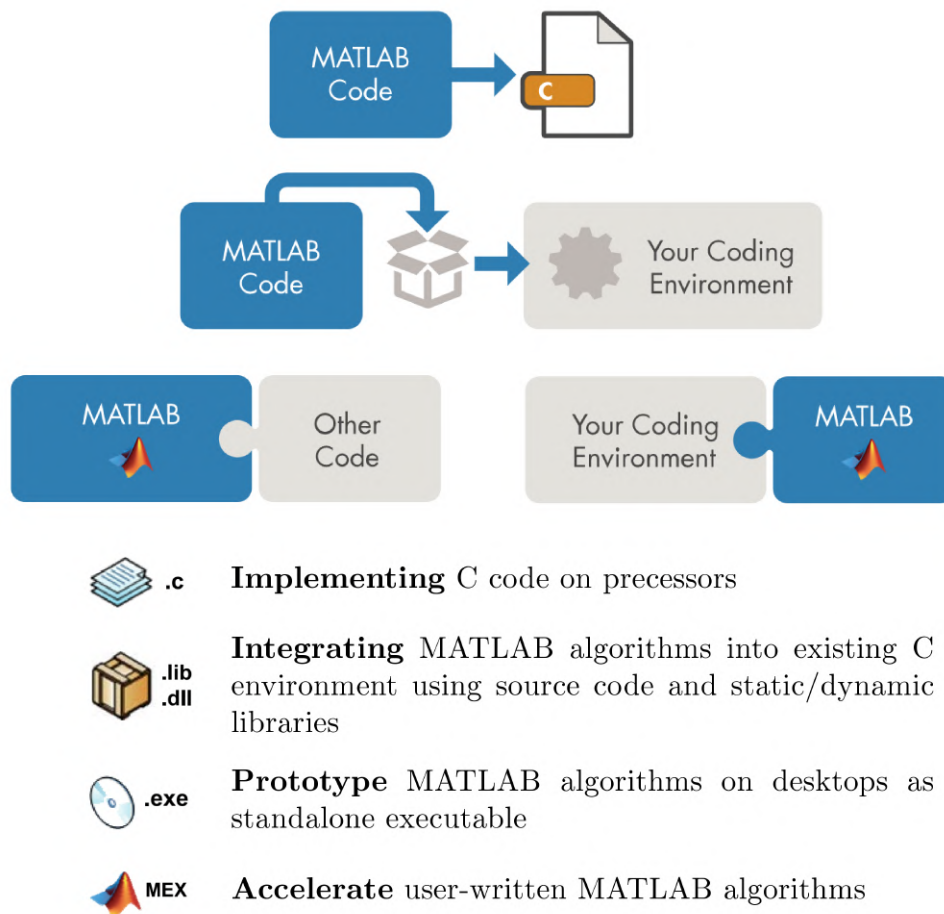 MATLAB
Code
C
MATLAB
Code
Your Coding
Environment
MATLAB
Other
Code
Your Coding
Environment
MATLAB
.c
Implementing C code on precessors
.lib
.dll
Integrating MATLAB algorithms into existing C
environment using source code and static/dynamic
libraries
.exe
Prototype MATLAB algorithms on desktops as
standalone executable
MEX
Accelerate user-written MATLAB algorithms